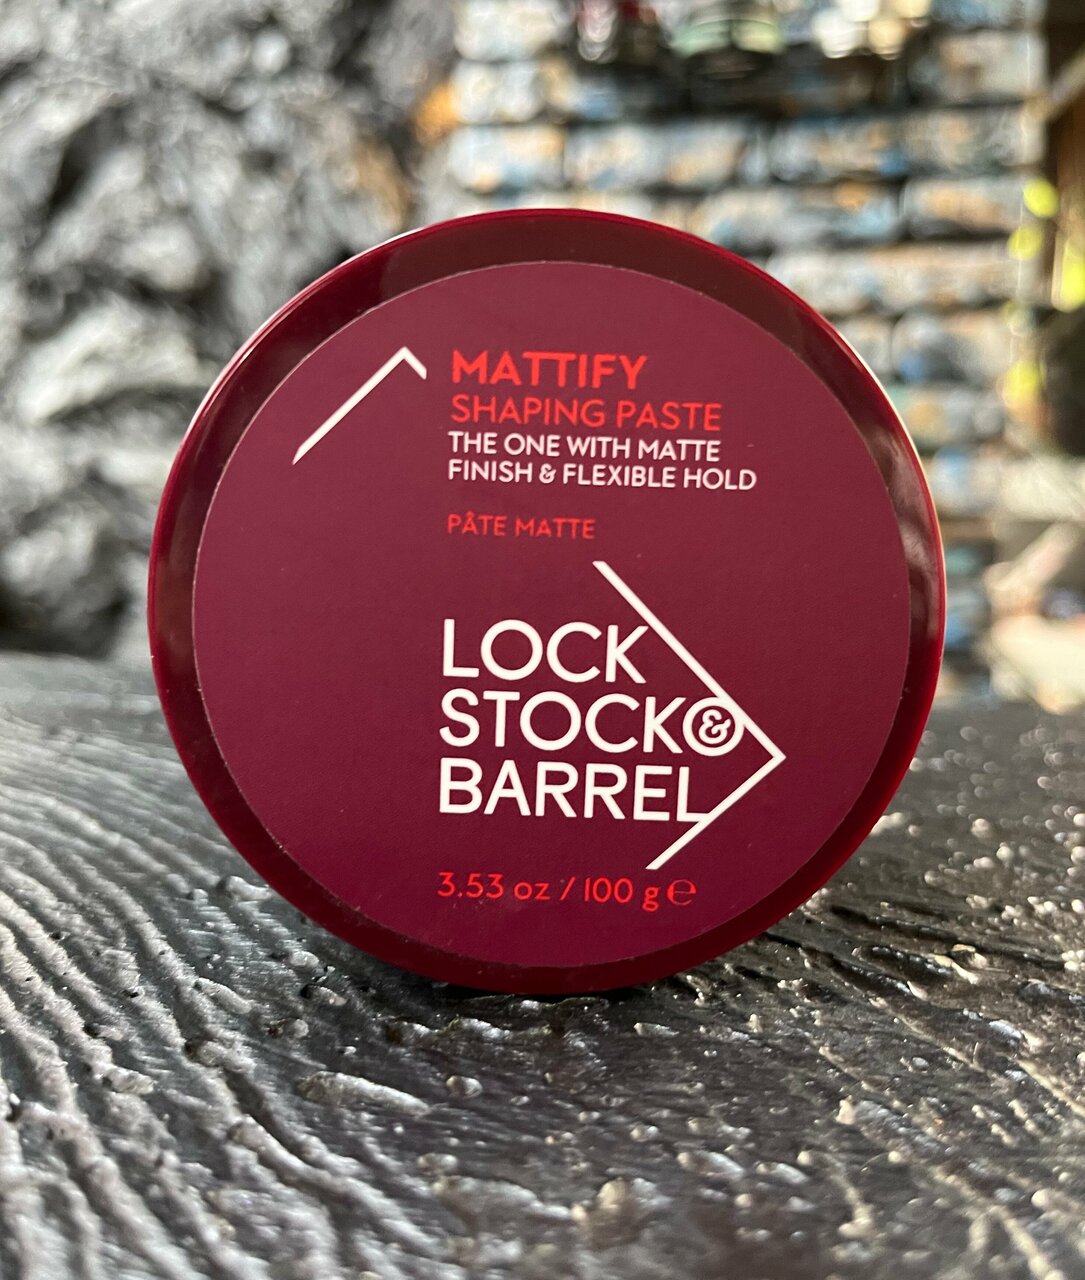 MATTIFY
SHAPING PASTE
THE ONE WITH MATTE
FINISH & FLEXIBLE HOLD
PÂTE MATTE
LOCK
STOCK &
BARREL
3.53 oz / 100 g ℮